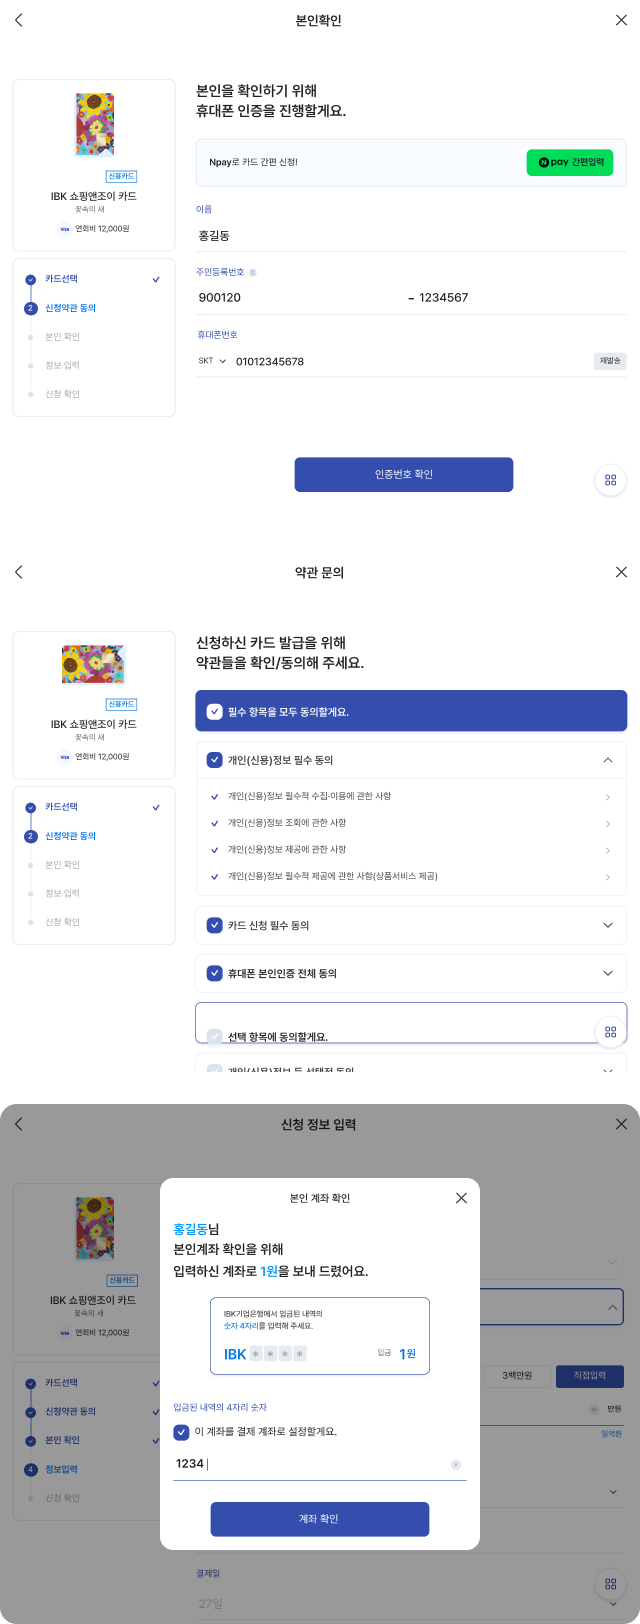 본인확인
신용카드
IBK 쇼핑앤조이 카드
꽃속의 새
VISA 연회비 12,000원
카드선택
2 신청약관 동의
본인 확인
정보 입력
신청 확인
본인을 확인하기 위해
휴대폰 인증을 진행할게요.
Npay로 카드 간편 신청!
N pay 간편입력
이름
홍길동
주민등록번호
900120 - 1234567
휴대폰번호
SKT 01012345678 재발송
인증번호 확인
약관 문의
신용카드
IBK 쇼핑앤조이 카드
꽃속의 새
VISA 연회비 12,000원
카드선택
2 신청약관 동의
본인 확인
정보 입력
신청 확인
신청하신 카드 발급을 위해
약관들을 확인/동의해 주세요.
필수 항목을 모두 동의할게요.
개인(신용)정보 필수 동의
개인(신용)정보 필수적 수집·이용에 관한 사항
개인(신용)정보 조회에 관한 사항
개인(신용)정보 제공에 관한 사항
개인(신용)정보 필수적 제공에 관한 사항(상품서비스 제공)
카드 신청 필수 동의
휴대폰 본인인증 전체 동의
선택 항목에 동의할게요.
개인(신용)정보 등 선택적 동의
신청 정보 입력
신용카드
IBK 쇼핑앤조이 카드
꽃속의 새
VISA 연회비 12,000원
카드선택
신청약관 동의
본인 확인
4 정보입력
신청 확인
본인 계좌 확인
홍길동님
본인계좌 확인을 위해
입력하신 계좌로 1원을 보내 드렸어요.
IBK기업은행에서 입금된 내역의
숫자 4자리를 입력해 주세요.
IBK * * * * 입금 1원
입금된 내역의 4자리 숫자
이 계좌를 결제 계좌로 설정할게요.
1234
계좌 확인
3백만원 직접입력
만원
일억원
결제일
27일